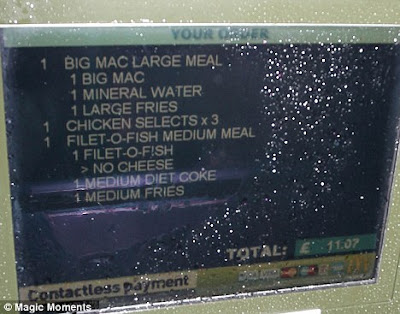 YOUR ORDER
1 BIG MAC LARGE MEAL
1 BIG MAC
1 MINERAL WATER
1 LARGE FRIES
1 CHICKEN SELECTS x 3
1 FILET-O-FISH MEDIUM MEAL
1 FILET-O-FISH
> NO CHEESE
1 MEDIUM DIET COKE
1 MEDIUM FRIES
TOTAL: £ 11.07
Contactless payment
© Magic Moments